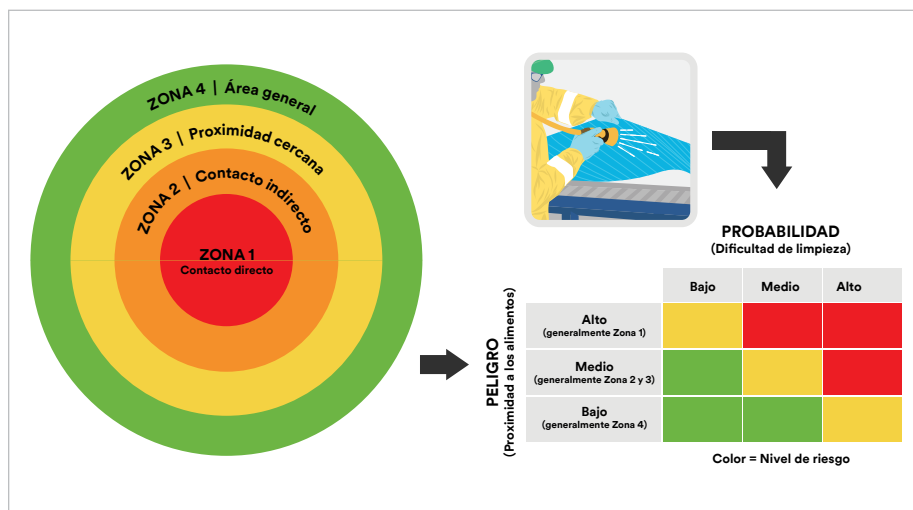 ZONA 4 | Área general
ZONA 3 | Proximidad cercana
ZONA 2 | Contacto indirecto
ZONA 1
Contacto directo
PROBABILIDAD
(Dificultad de limpieza)
Bajo Medio Alto
PELIGRO
(Proximidad a los alimentos)
Alto
(generalmente Zona 1)
Medio
(generalmente Zona 2 y 3)
Bajo
(generalmente Zona 4)
Color = Nivel de riesgo